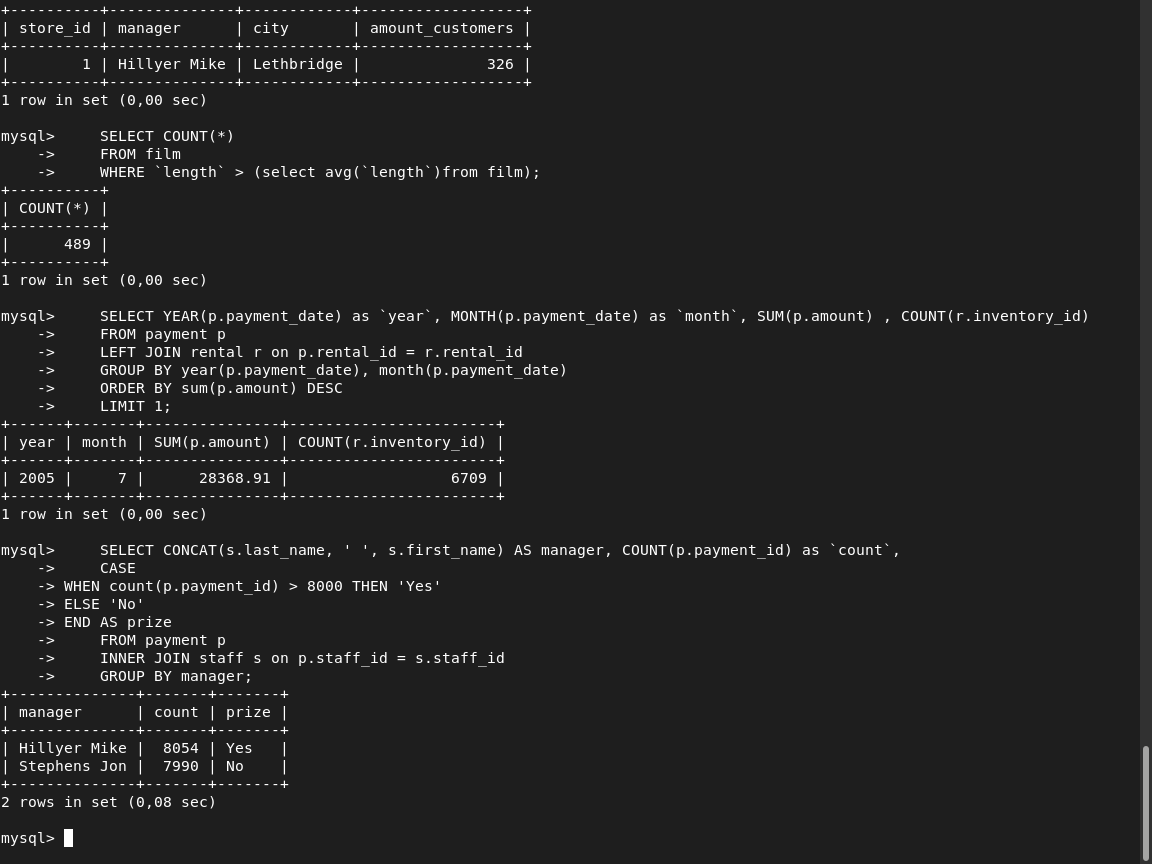 +----------+--------------+------------+------------------+
| store_id | manager      | city       | amount_customers |
+----------+--------------+------------+------------------+
|        1 | Hillyer Mike | Lethbridge |              326 |
+----------+--------------+------------+------------------+
1 row in set (0,00 sec)

mysql>     SELECT COUNT(*)
    ->     FROM film
    ->     WHERE `length` > (select avg(`length`)from film);
+----------+
| COUNT(*) |
+----------+
|      489 |
+----------+
1 row in set (0,00 sec)

mysql>     SELECT YEAR(p.payment_date) as `year`, MONTH(p.payment_date) as `month`, SUM(p.amount) , COUNT(r.inventory_id)
    ->     FROM payment p
    ->     LEFT JOIN rental r on p.rental_id = r.rental_id
    ->     GROUP BY year(p.payment_date), month(p.payment_date)
    ->     ORDER BY sum(p.amount) DESC
    ->     LIMIT 1;
+------+-------+---------------+-----------------------+
| year | month | SUM(p.amount) | COUNT(r.inventory_id) |
+------+-------+---------------+-----------------------+
| 2005 |     7 |      28368.91 |                  6709 |
+------+-------+---------------+-----------------------+
1 row in set (0,00 sec)

mysql>     SELECT CONCAT(s.last_name, ' ', s.first_name) AS manager, COUNT(p.payment_id) as `count`,
    ->     CASE
    -> WHEN count(p.payment_id) > 8000 THEN 'Yes'
    -> ELSE 'No'
    -> END AS prize
    ->     FROM payment p
    ->     INNER JOIN staff s on p.staff_id = s.staff_id
    ->     GROUP BY manager;
+--------------+-------+-------+
| manager      | count | prize |
+--------------+-------+-------+
| Hillyer Mike |  8054 | Yes   |
| Stephens Jon |  7990 | No    |
+--------------+-------+-------+
2 rows in set (0,08 sec)

mysql>